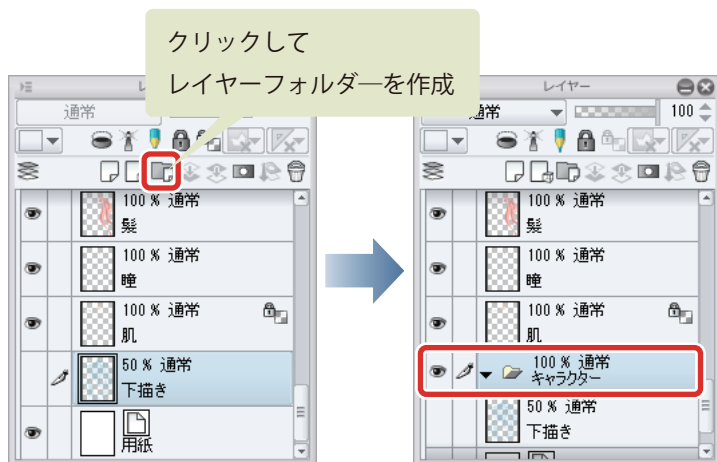 クリックして
レイヤーフォルダ―を作成
通常
100 % 通常
髪
100 % 通常
瞳
100 % 通常
肌
50 % 通常
下描き
用紙
レイヤー
通常
100
100 % 通常
髪
100 % 通常
瞳
100 % 通常
肌
100 % 通常
キャラクター
50 % 通常
下描き